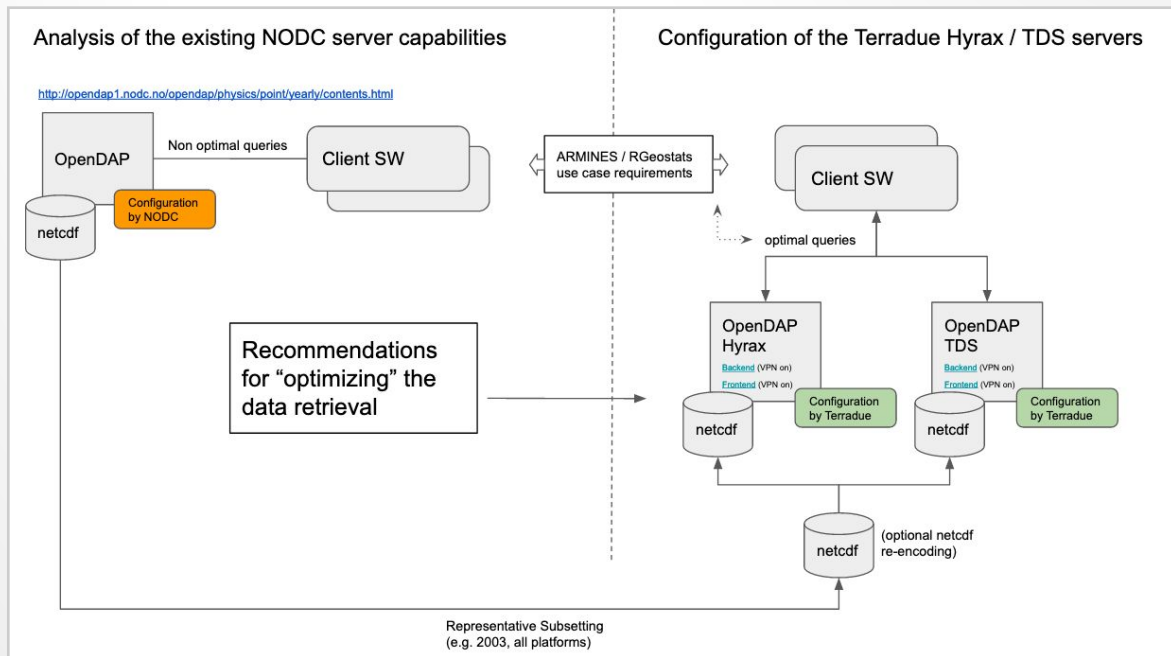 Analysis of the existing NODC server capabilities
http://opendap1.nodc.no/opendap/physics/point/yearly/contents.html
OpenDAP
Non optimal queries
Client SW
Configuration
by NODC
netcdf
Recommendations
for “optimizing” the
data retrieval
ARMINES / RGeostats
use case requirements
Configuration of the Terradue Hyrax / TDS servers
Client SW
optimal queries
OpenDAP
Hyrax
Backend (VPN on)
Frontend (VPN on)
Configuration
by Terradue
netcdf
OpenDAP
TDS
Backend (VPN on)
Frontend (VPN on)
Configuration
by Terradue
netcdf
netcdf
(optional netcdf
re-encoding)
Representative Subsetting
(e.g. 2003, all platforms)